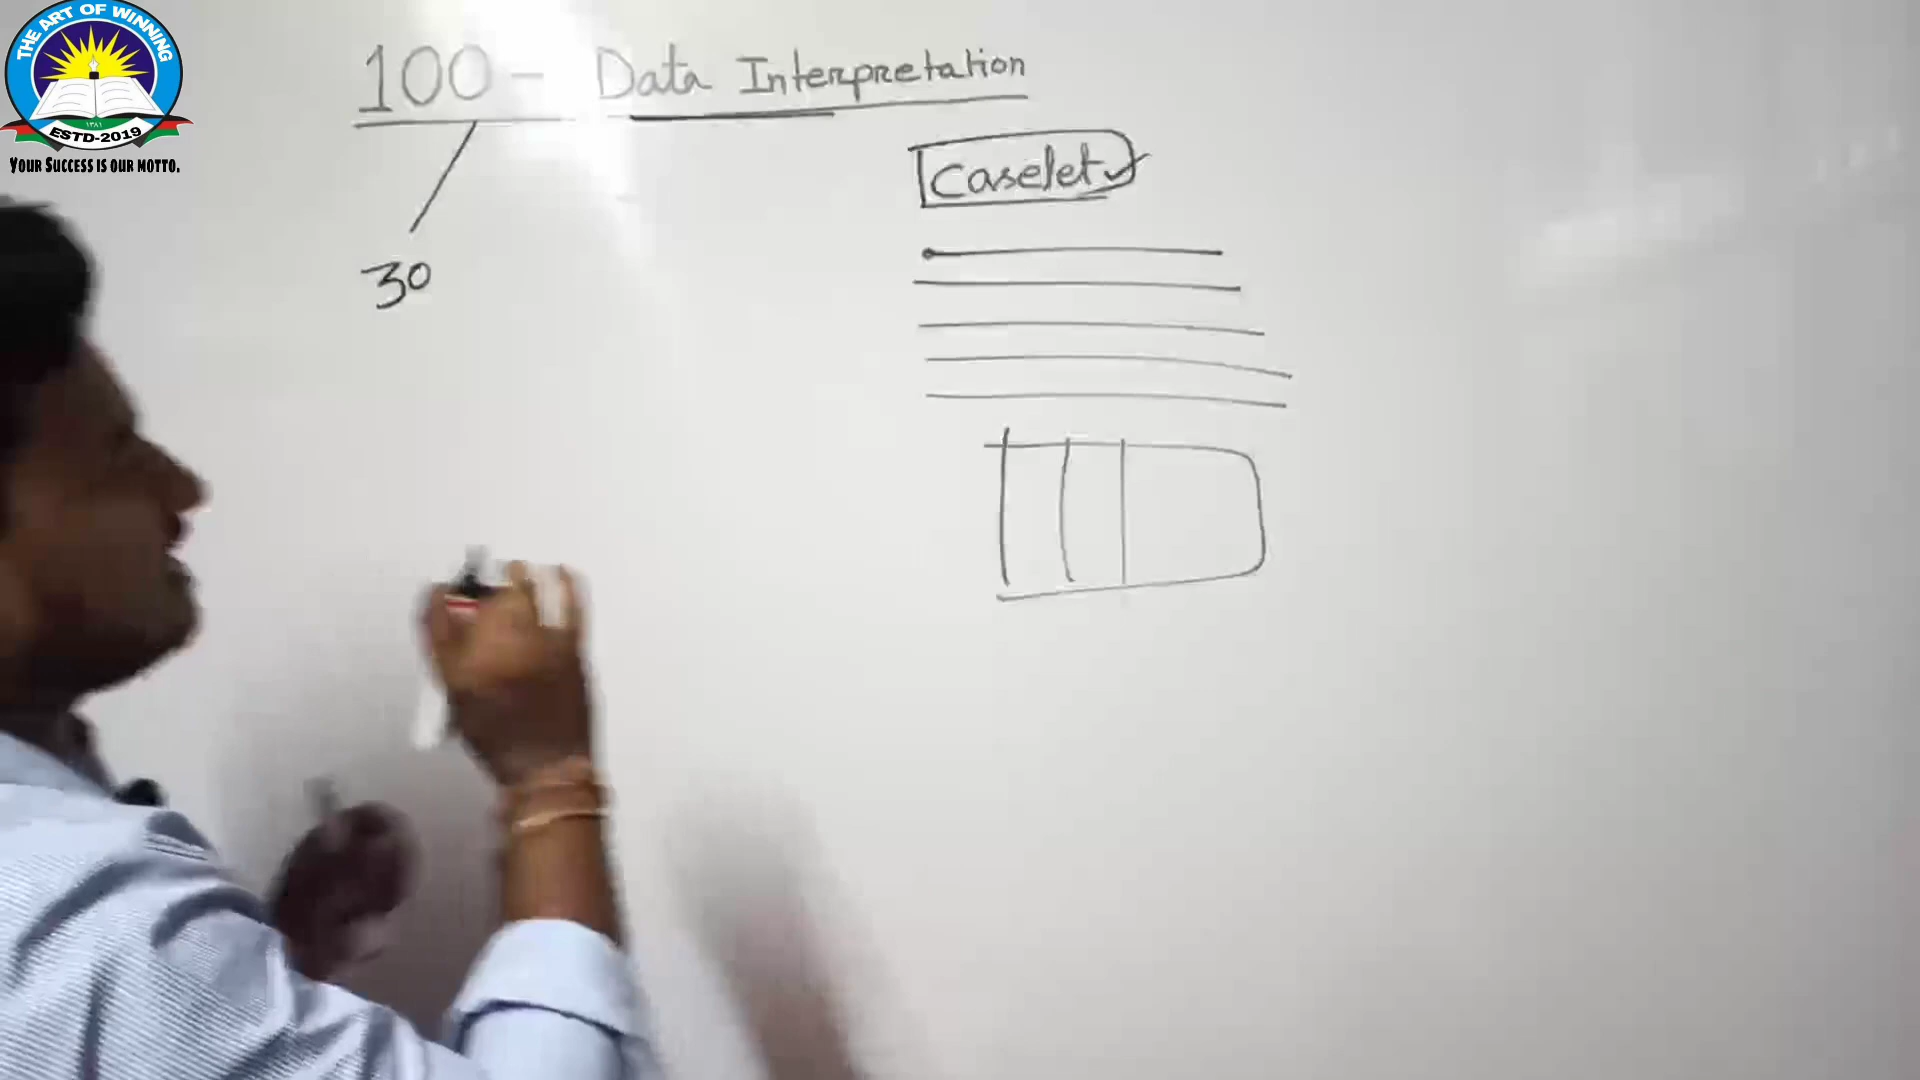 THE ART OF WINNING
ESTD-2019
YOUR SUCCESS IS OUR MOTTO.
100 - Data Interpretation
Caselet
30